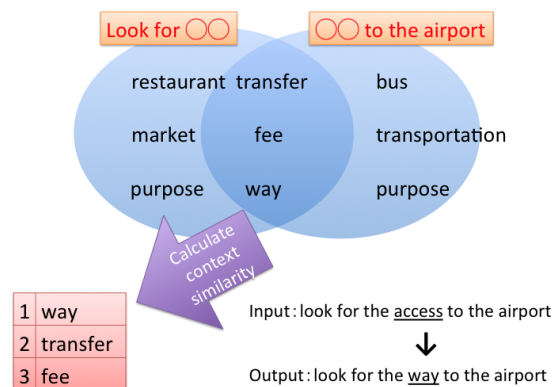 Look for ○○
○○ to the airport
restaurant transfer bus
market fee transportation
purpose way purpose
Calculate
context
similarity
1 way
2 transfer
3 fee
Input：look for the access to the airport
↓
Output：look for the way to the airport